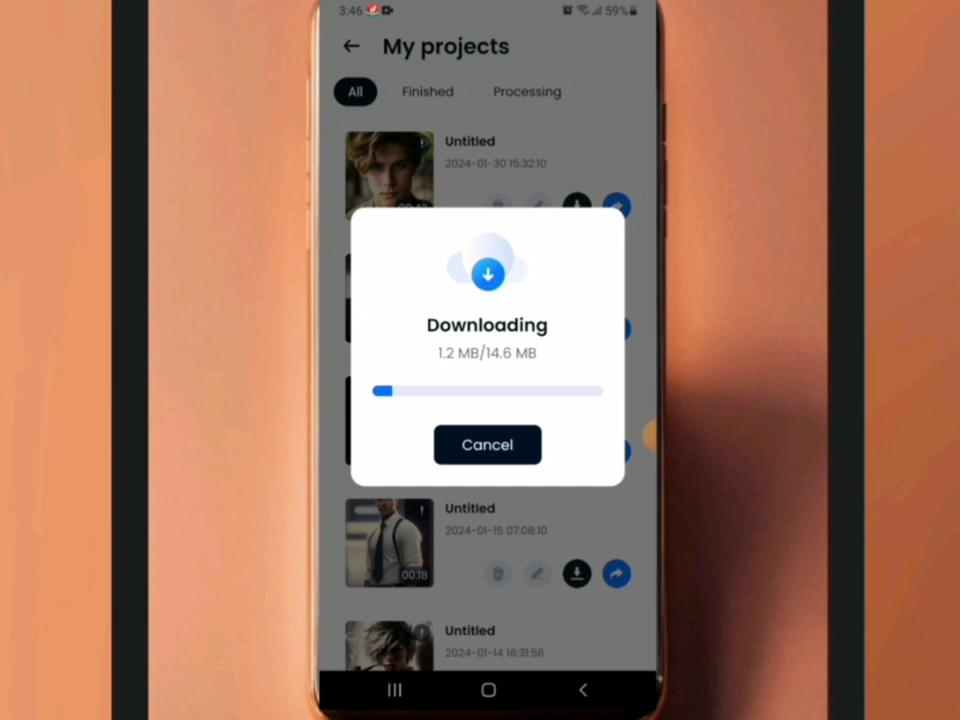 3:46 59%
My projects
All Finished Processing
Untitled
2024-01-30 15:32:10
Downloading
1.2 MB/14.6 MB
Cancel
Untitled
2024-01-15 07:08:10
00:18
Untitled
2024-01-14 16:31:56